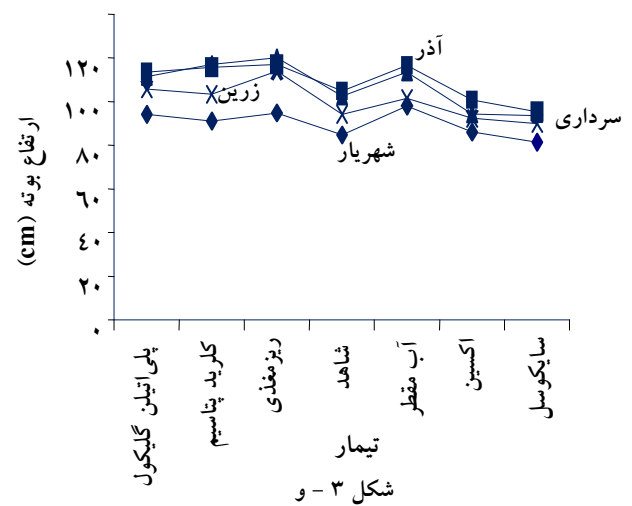 ارتفاع بوته (cm)
۱۲۰
۱۰۰
۸۰
۶۰
۴۰
۲۰
۰
آذر
زرین
سرداری
شهریار
پلی‌اتیلن گلیکول
کلرید پتاسیم
ریزمغذی
شاهد
آب مقطر
اکسین
سایکوسل
تیمار
شکل ۳ - و